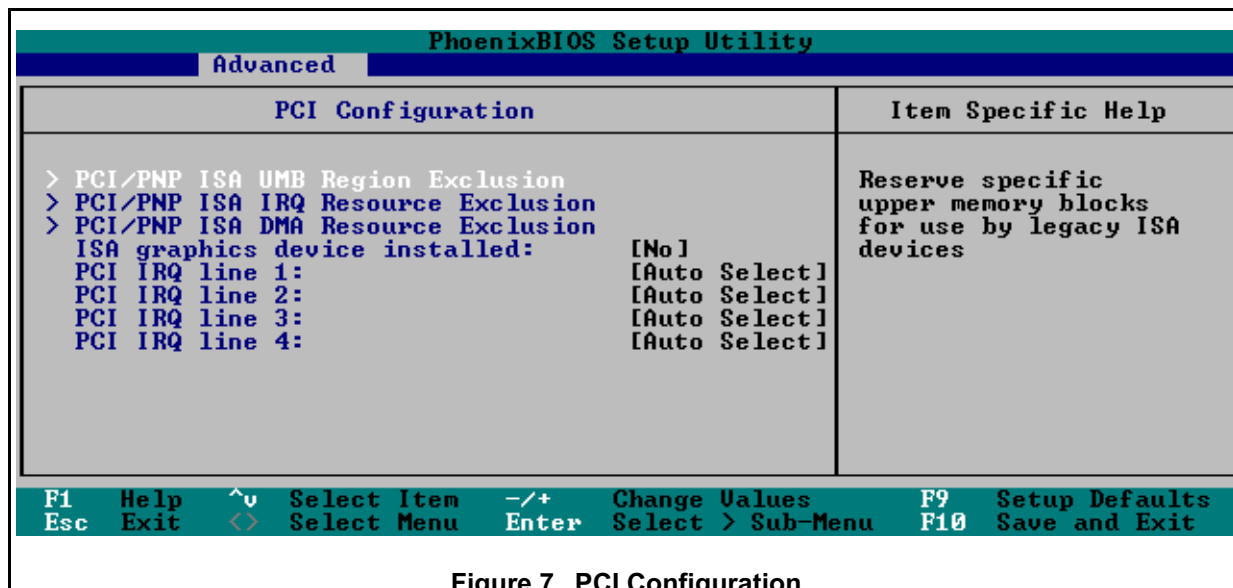 PhoenixBIOS Setup Utility
Advanced
PCI Configuration
Item Specific Help
> PCI/PNP ISA UMB Region Exclusion
> PCI/PNP ISA IRQ Resource Exclusion
> PCI/PNP ISA DMA Resource Exclusion
ISA graphics device installed: [No]
PCI IRQ line 1: [Auto Select]
PCI IRQ line 2: [Auto Select]
PCI IRQ line 3: [Auto Select]
PCI IRQ line 4: [Auto Select]
Reserve specific
upper memory blocks
for use by legacy ISA
devices
F1 Help ^v Select Item -/+ Change Values F9 Setup Defaults
Esc Exit <> Select Menu Enter Select > Sub-Menu F10 Save and Exit
Figure 7 PCI Configuration